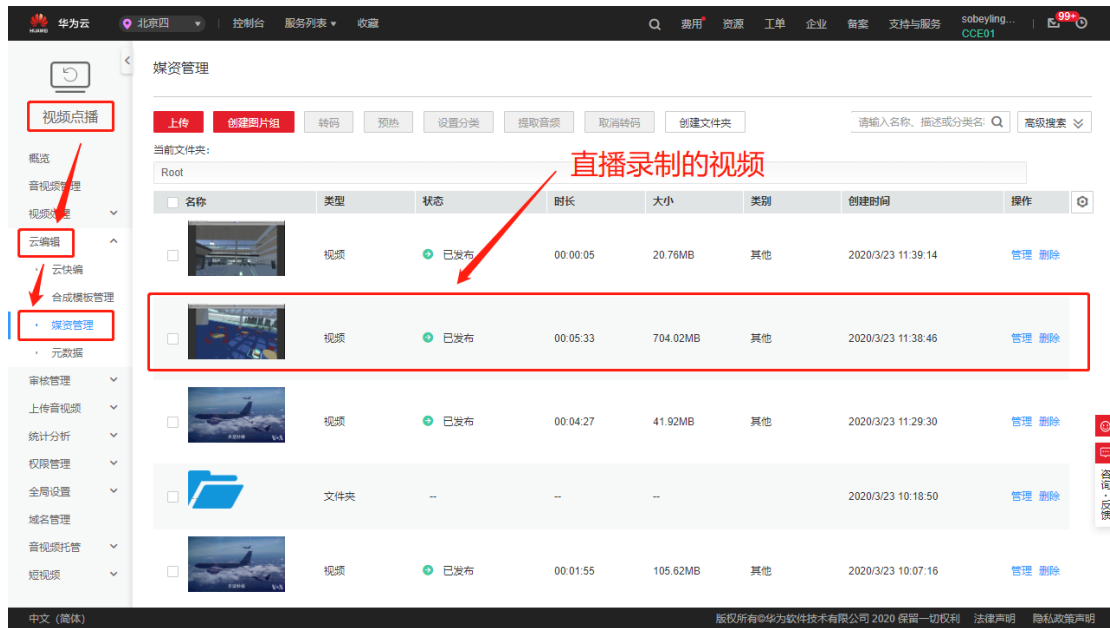 HUAWEI 华为云 北京四 控制台 服务列表 收藏 费用 资源 工单 企业 备案 支持与服务 sobeyling... 99+
CCE01
视频点播
概览
音视频管理
视频处理
云编辑
云快编
合成模板管理
媒资管理
元数据
审核管理
上传音视频
统计分析
权限管理
全局设置
域名管理
音视频托管
短视频
媒资管理
上传 创建图片组 转码 预热 设置分类 提取音频 取消转码 创建文件夹 请输入名称、描述或分类名 高级搜索
当前文件夹:
Root
直播录制的视频
名称 类型 状态 时长 大小 类别 创建时间 操作
视频 已发布 00:00:05 20.76MB 其他 2020/3/23 11:39:14 管理 删除
视频 已发布 00:05:33 704.02MB 其他 2020/3/23 11:38:46 管理 删除
视频 已发布 00:04:27 41.92MB 其他 2020/3/23 11:29:30 管理 删除
文件夹 -- -- -- 2020/3/23 10:18:50 管理 删除
视频 已发布 00:01:55 105.62MB 其他 2020/3/23 10:07:16 管理 删除
咨询·反馈
中文 (简体) 版权所有©华为软件技术有限公司 2020 保留一切权利 法律声明 隐私政策声明